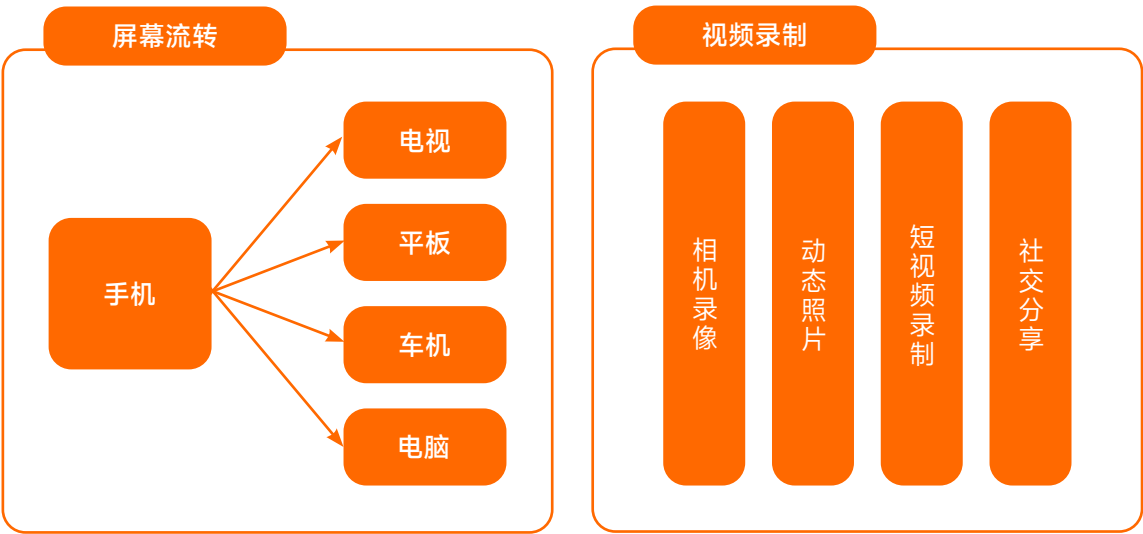 屏幕流转
手机
电视
平板
车机
电脑
视频录制
相机录像
动态照片
短视频录制
社交分享